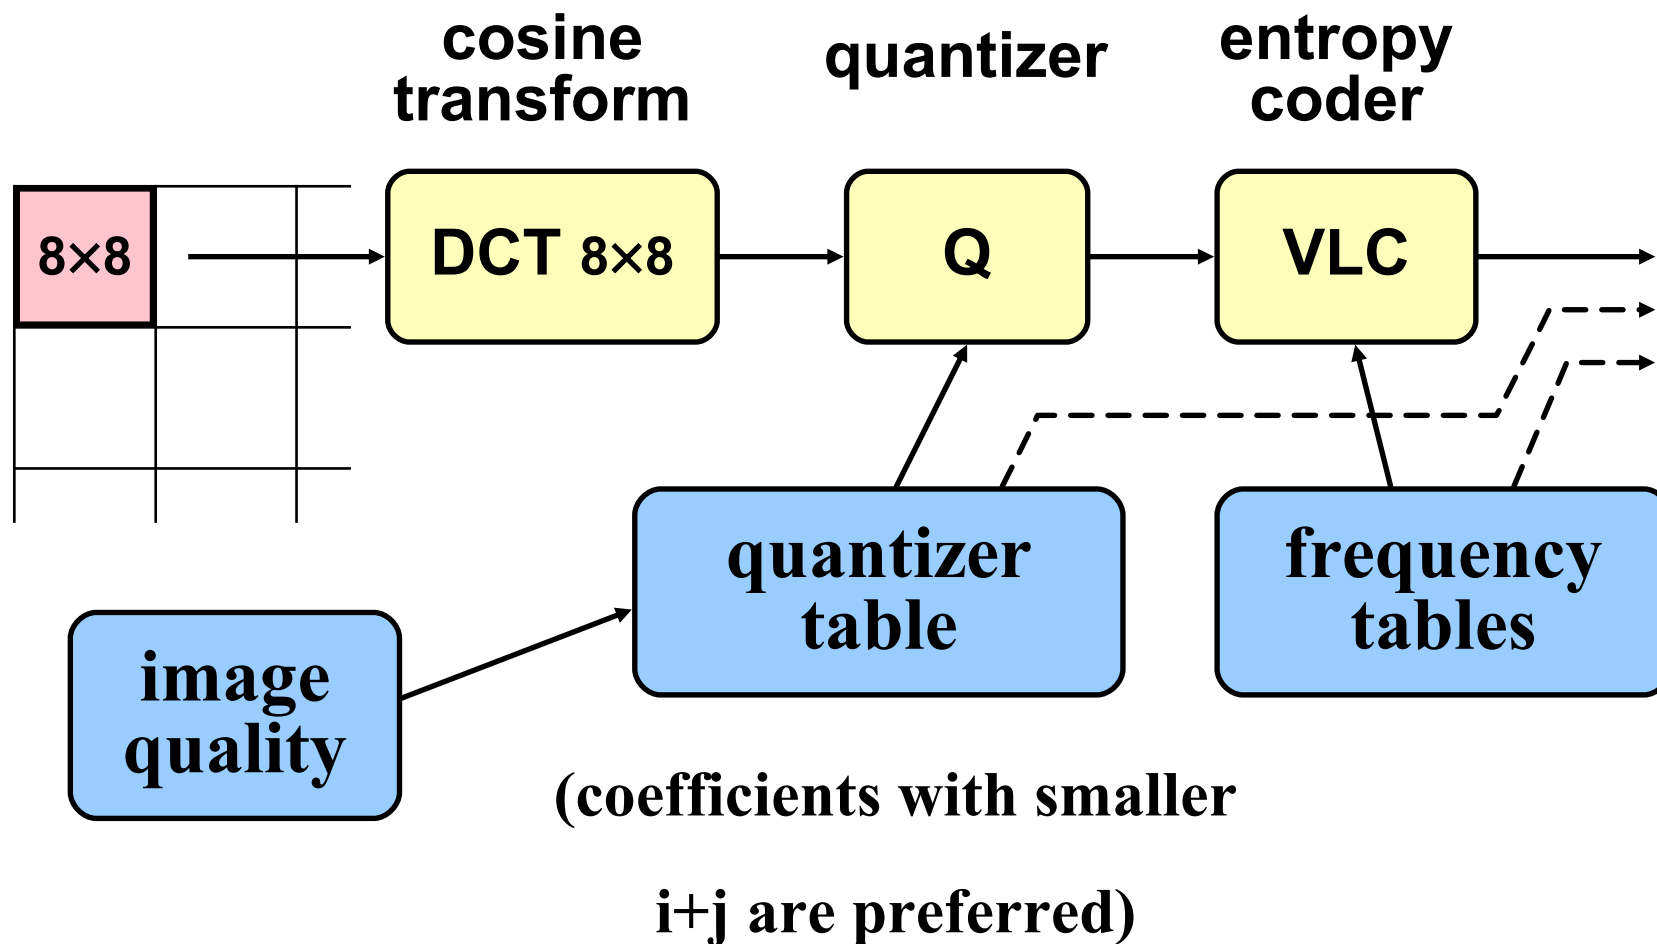 cosine
transform
quantizer
entropy
coder
8×8
DCT 8×8
Q
VLC
quantizer
table
frequency
tables
image
quality
(coefficients with smaller
i+j are preferred)